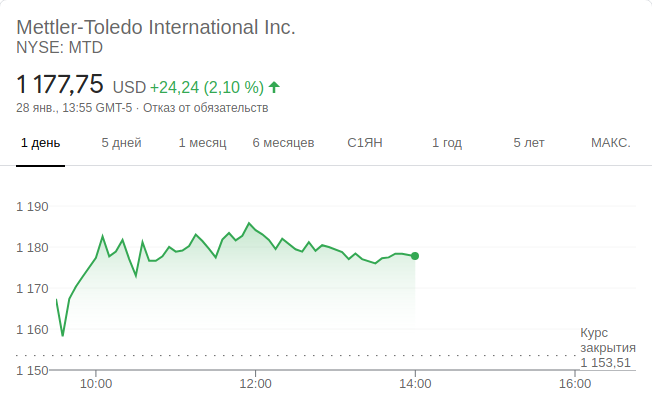 Mettler-Toledo International Inc.
NYSE: MTD
1 177,75 USD +24,24 (2,10 %)
28 янв., 13:55 GMT-5 · Отказ от обязательств
1 день 5 дней 1 месяц 6 месяцев С1ЯН 1 год 5 лет МАКС.
1 190
1 180
1 170
1 160
Курс
закрытия
1 153,51
1 150
10:00 12:00 14:00 16:00